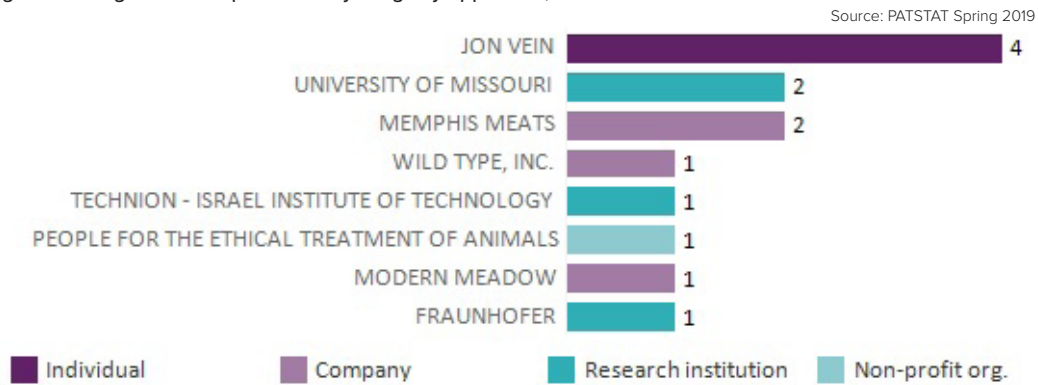 Source: PATSTAT Spring 2019
JON VEIN 4
UNIVERSITY OF MISSOURI 2
MEMPHIS MEATS 2
WILD TYPE, INC. 1
TECHNION - ISRAEL INSTITUTE OF TECHNOLOGY 1
PEOPLE FOR THE ETHICAL TREATMENT OF ANIMALS 1
MODERN MEADOW 1
FRAUNHOFER 1
Individual Company Research institution Non-profit org.